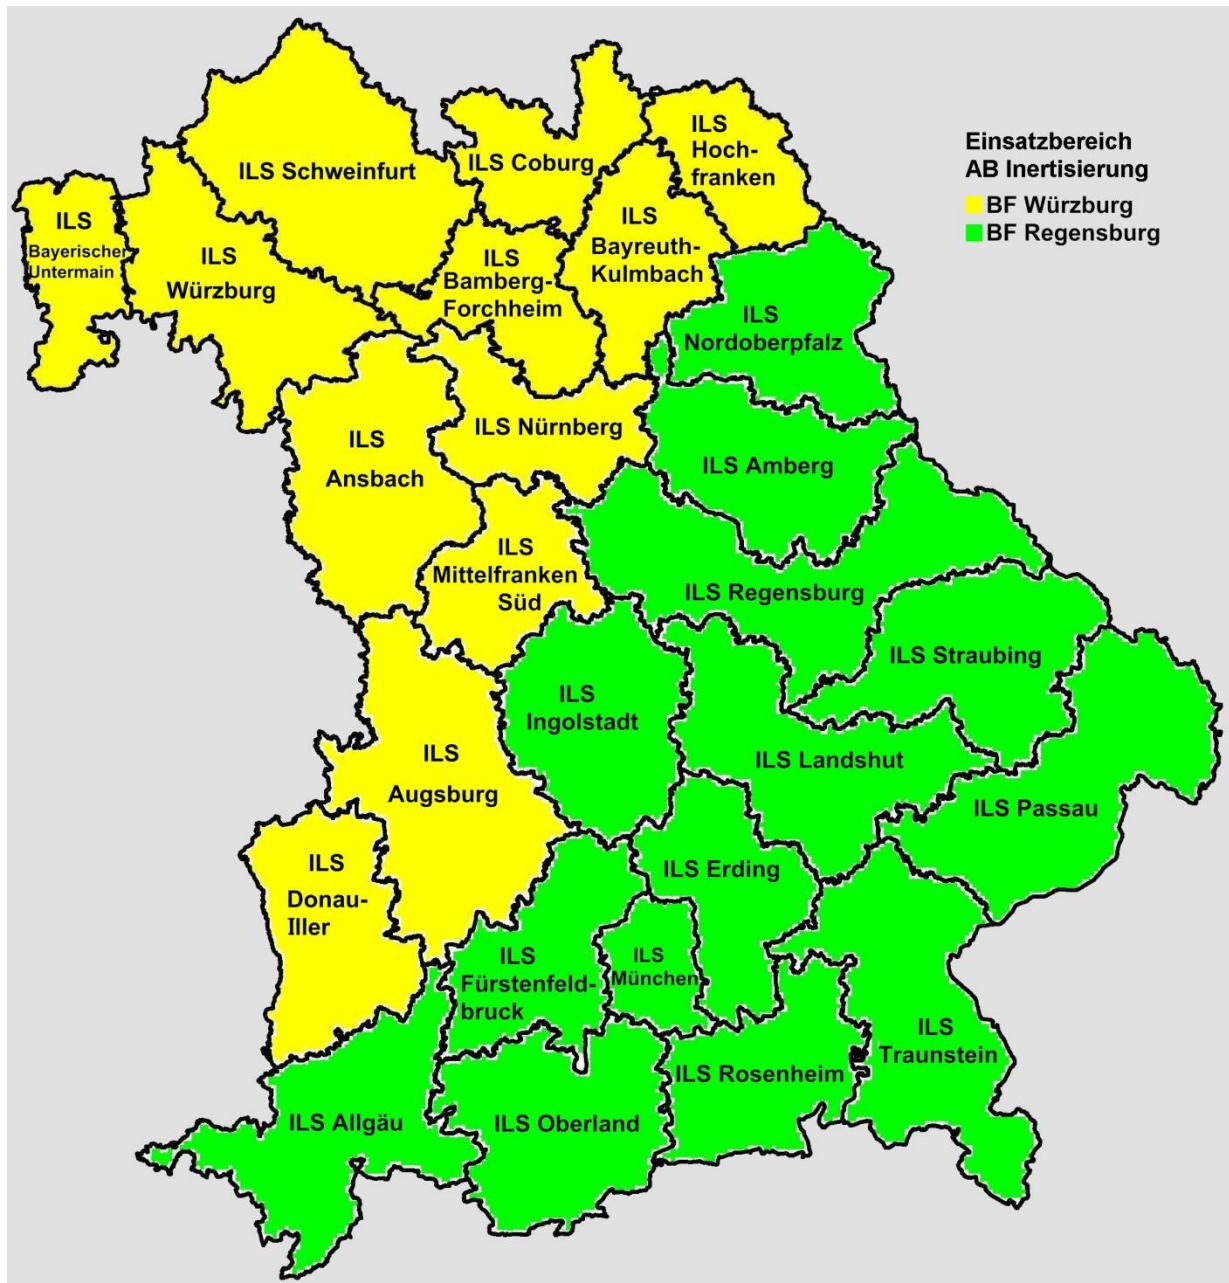 ILS
Hoch-
franken
Einsatzbereich
AB Inertisierung
BF Würzburg
BF Regensburg
ILS Schweinfurt
ILS Coburg
ILS
Bayerischer
Untermain
ILS
Würzburg
ILS
Bamberg-
Forchheim
ILS
Bayreuth-
Kulmbach
ILS
Nordoberpfalz
ILS
Ansbach
ILS Nürnberg
ILS Amberg
ILS
Mittelfranken
Süd
ILS Regensburg
ILS Straubing
ILS
Ingolstadt
ILS
Augsburg
ILS Landshut
ILS Passau
ILS
Donau-
Iller
ILS Erding
ILS
Fürstenfeld-
bruck
ILS
München
ILS
Traunstein
ILS Rosenheim
ILS Allgäu
ILS Oberland